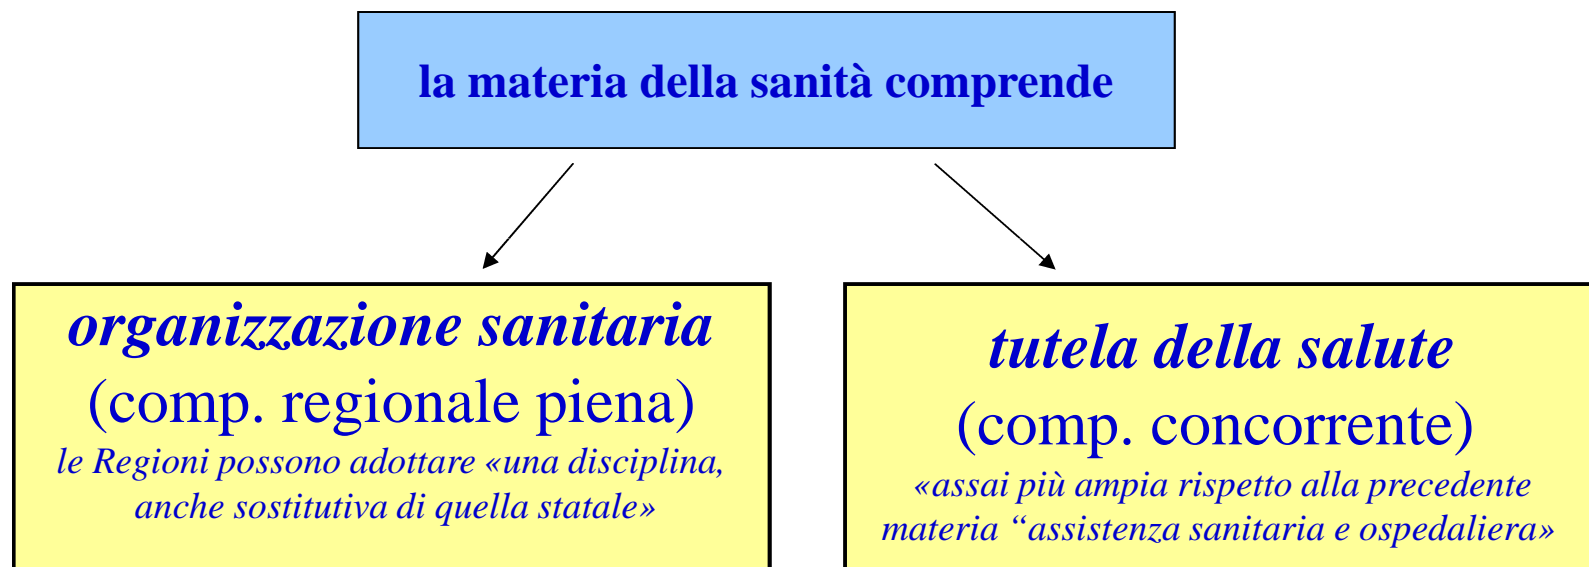 la materia della sanità comprende
organizzazione sanitaria
(comp. regionale piena)
le Regioni possono adottare «una disciplina,
anche sostitutiva di quella statale»
tutela della salute
(comp. concorrente)
«assai più ampia rispetto alla precedente
materia “assistenza sanitaria e ospedaliera»